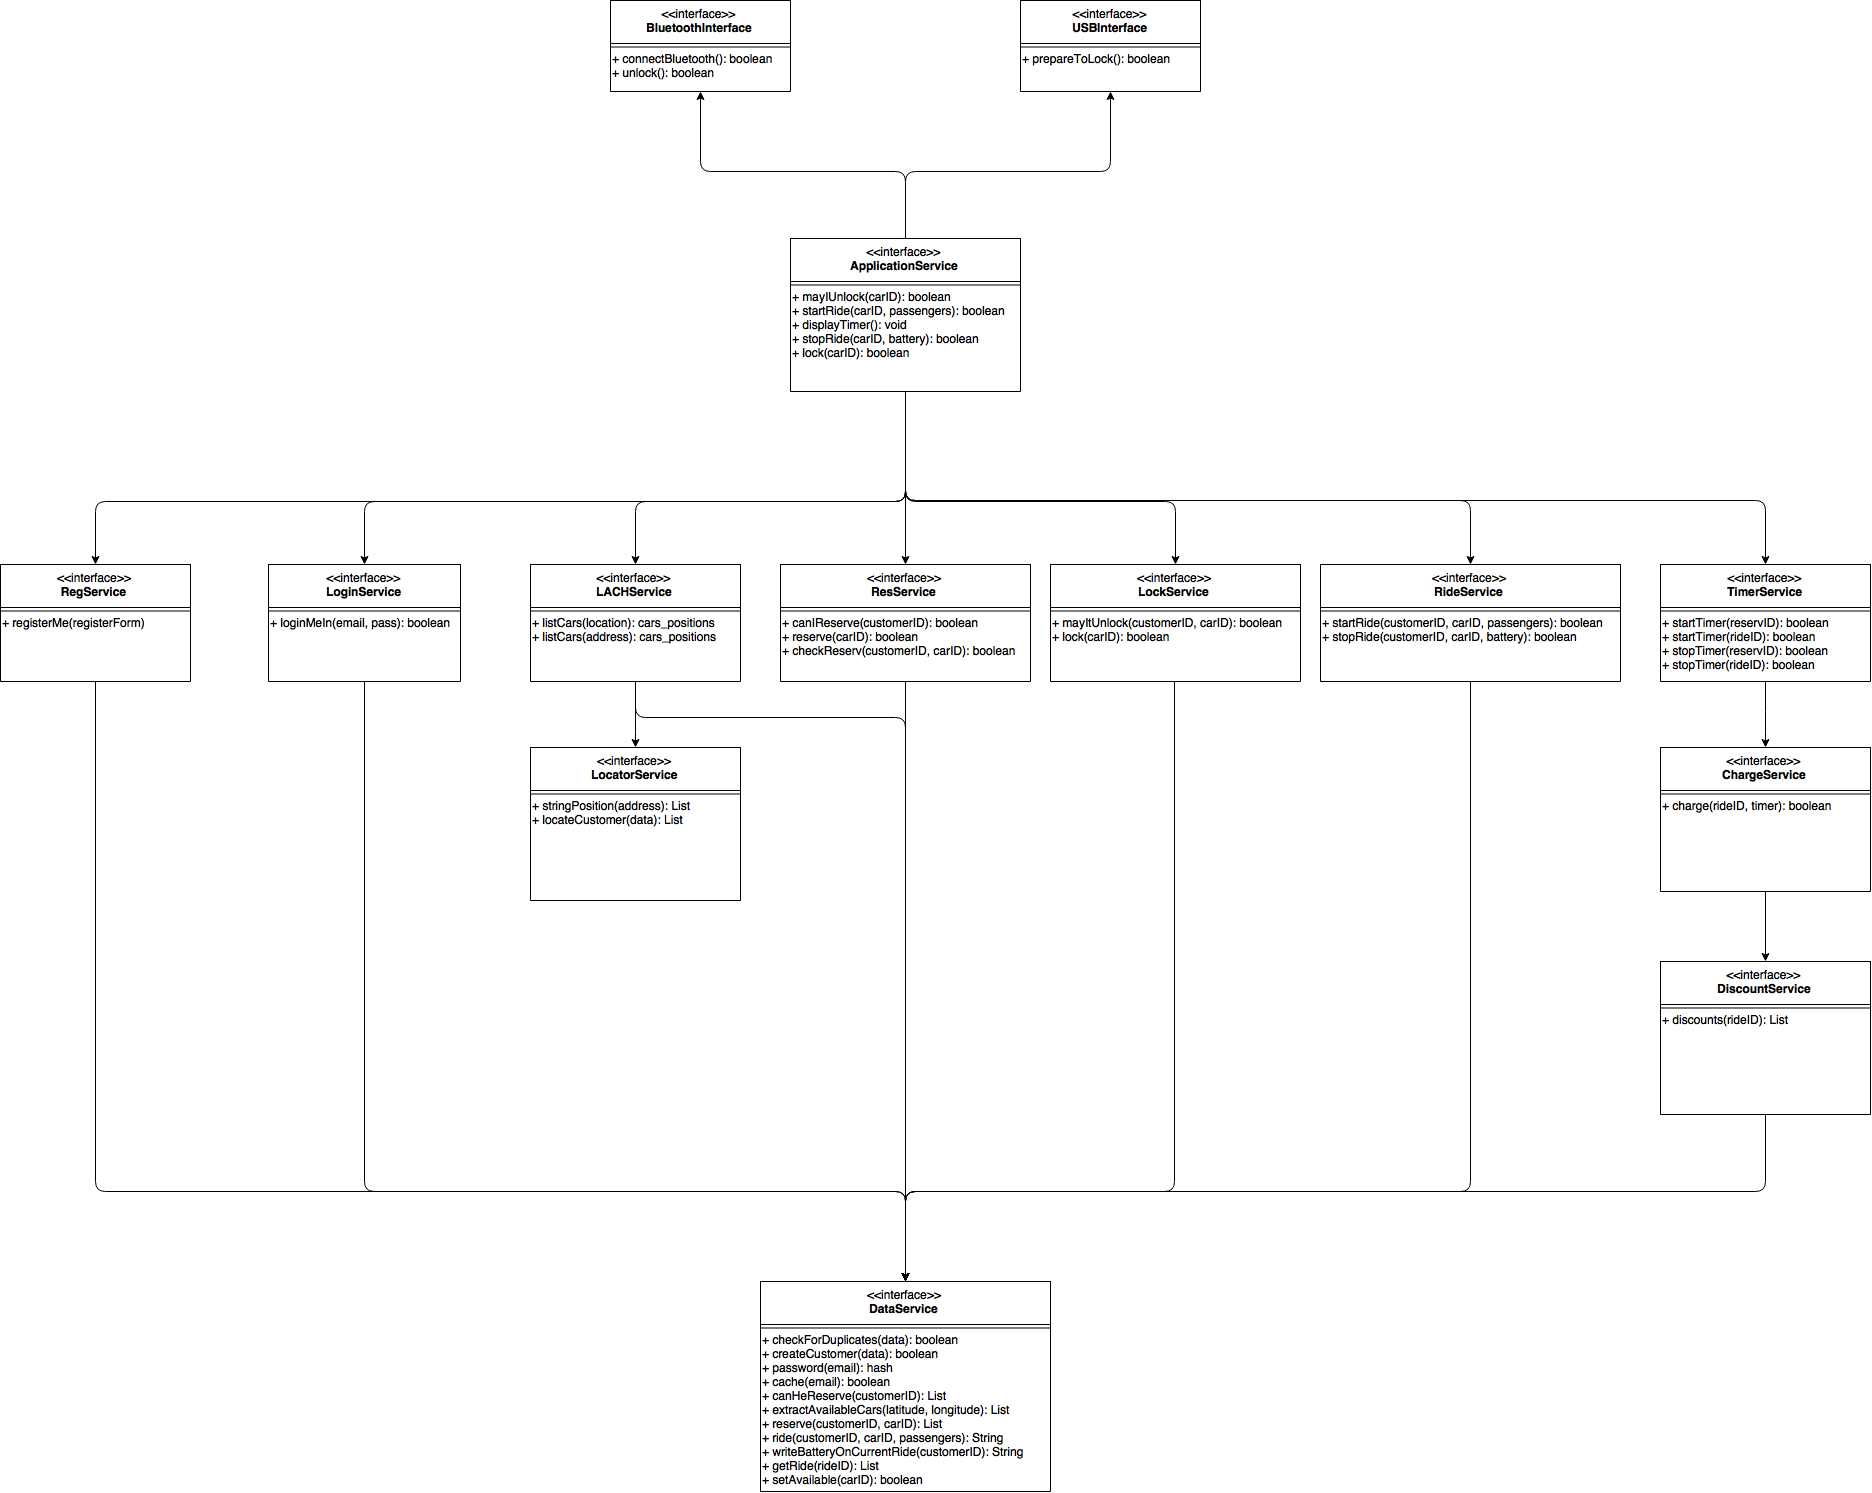 <<interface>>
BluetoothInterface
+ connectBluetooth(): boolean
+ unlock(): boolean
<<interface>>
USBInterface
+ prepareToLock(): boolean
<<interface>>
ApplicationService
+ mayIUnlock(carID): boolean
+ startRide(carID, passengers): boolean
+ displayTimer(): void
+ stopRide(carID, battery): boolean
+ lock(carID): boolean
<<interface>>
RegService
+ registerMe(registerForm)
<<interface>>
LoginService
+ loginMeIn(email, pass): boolean
<<interface>>
LACHService
+ listCars(location): cars_positions
+ listCars(address): cars_positions
<<interface>>
ResService
+ canIReserve(customerID): boolean
+ reserve(carID): boolean
+ checkReserv(customerID, carID): boolean
<<interface>>
LockService
+ mayItUnlock(customerID, carID): boolean
+ lock(carID): boolean
<<interface>>
RideService
+ startRide(customerID, carID, passengers): boolean
+ stopRide(customerID, carID, battery): boolean
<<interface>>
TimerService
+ startTimer(reservID): boolean
+ startTimer(rideID): boolean
+ stopTimer(reservID): boolean
+ stopTimer(rideID): boolean
<<interface>>
LocatorService
+ stringPosition(address): List
+ locateCustomer(data): List
<<interface>>
ChargeService
+ charge(rideID, timer): boolean
<<interface>>
DiscountService
+ discounts(rideID): List
<<interface>>
DataService
+ checkForDuplicates(data): boolean
+ createCustomer(data): boolean
+ password(email): hash
+ cache(email): boolean
+ canHeReserve(customerID): List
+ extractAvailableCars(latitude, longitude): List
+ reserve(customerID, carID): List
+ ride(customerID, carID, passengers): String
+ writeBatteryOnCurrentRide(customerID): String
+ getRide(rideID): List
+ setAvailable(carID): boolean